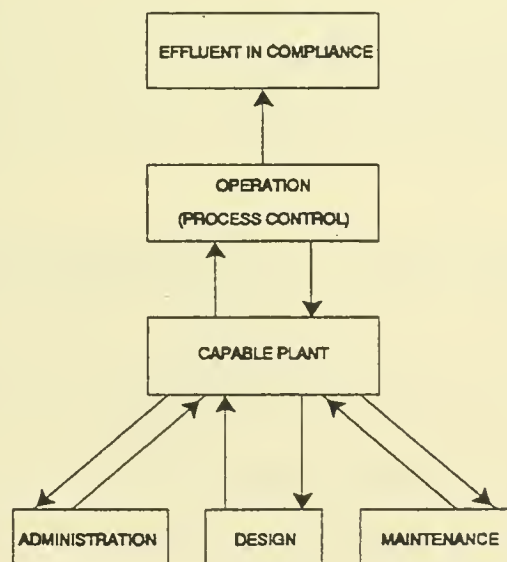 EFFLUENT IN COMPLIANCE
OPERATION
(PROCESS CONTROL)
CAPABLE PLANT
ADMINISTRATION
DESIGN
MAINTENANCE